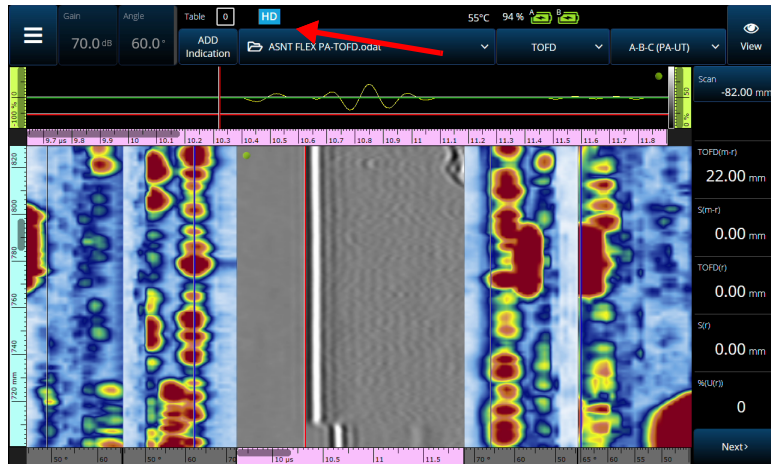 Gain
Angle
Table 0 HD 55°C 94 % A B
70.0 dB 60.0 °
ADD
Indication
ASNT FLEX PA-TOFD.odat
TOFD
A-B-C (PA-UT)
View
-100 % 0
50
0 %
Scan
-82.00 mm
9.7 µs 9.8 9.9 10 10.1 10.2 10.3 10.4 10.5 10.6 10.7 10.8 10.9 11 11.1 11.2 11.3 11.4 11.5 11.6 11.7 11.8
820
800
780
760
740
720 mm
TOFD(m-r)
22.00 mm
S(m-r)
0.00 mm
TOFD(r)
0.00 mm
S(r)
0.00 mm
%(U(r))
0
50 ° 60 50 ° 60 70 10 µs 10.5 11 11.5 70 ° 60 50 65 ° 60 55 50
Next>